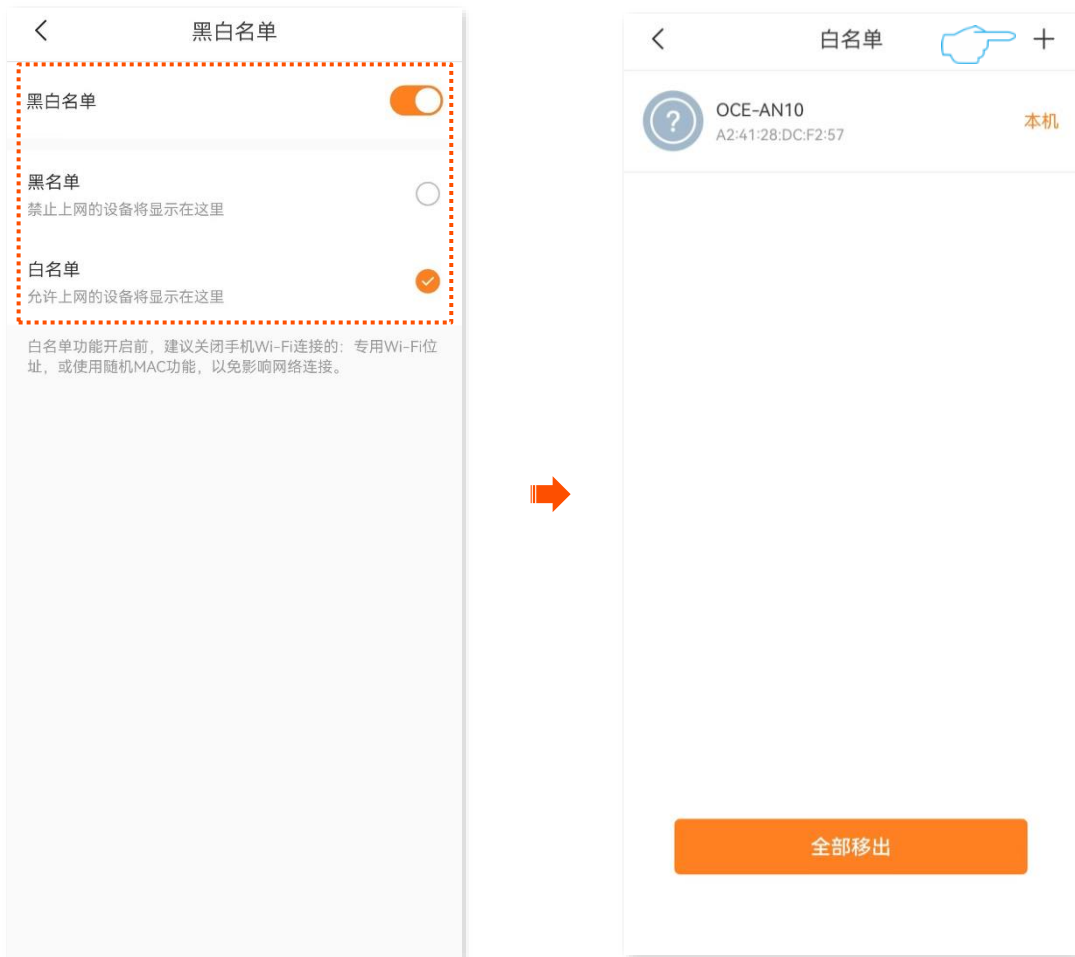 黑白名单
黑白名单
黑名单
禁止上网的设备将显示在这里
白名单
允许上网的设备将显示在这里
白名单功能开启前，建议关闭手机Wi-Fi连接的：专用Wi-Fi位
址，或使用随机MAC功能，以免影响网络连接。
白名单
OCE-AN10
A2:41:28:DC:F2:57
本机
全部移出